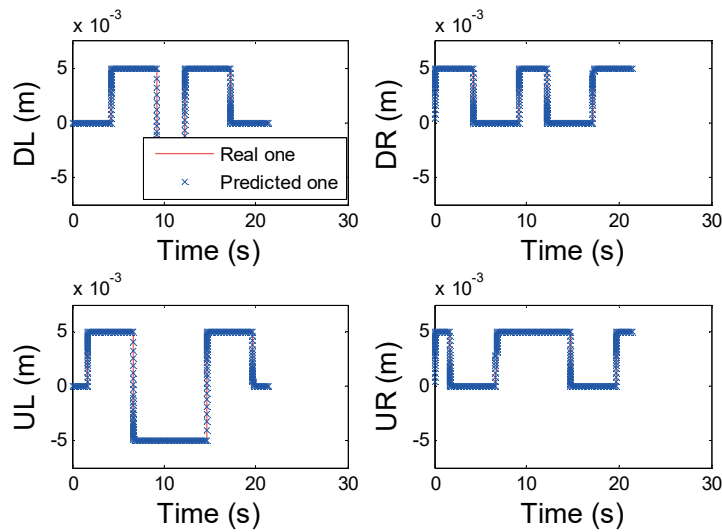 x 10^-3
5
0
-5
DL (m)
0 10 20 30
Time (s)
Real one
Predicted one
x 10^-3
5
0
-5
DR (m)
0 10 20 30
Time (s)
x 10^-3
5
0
-5
UL (m)
0 10 20 30
Time (s)
x 10^-3
5
0
-5
UR (m)
0 10 20 30
Time (s)